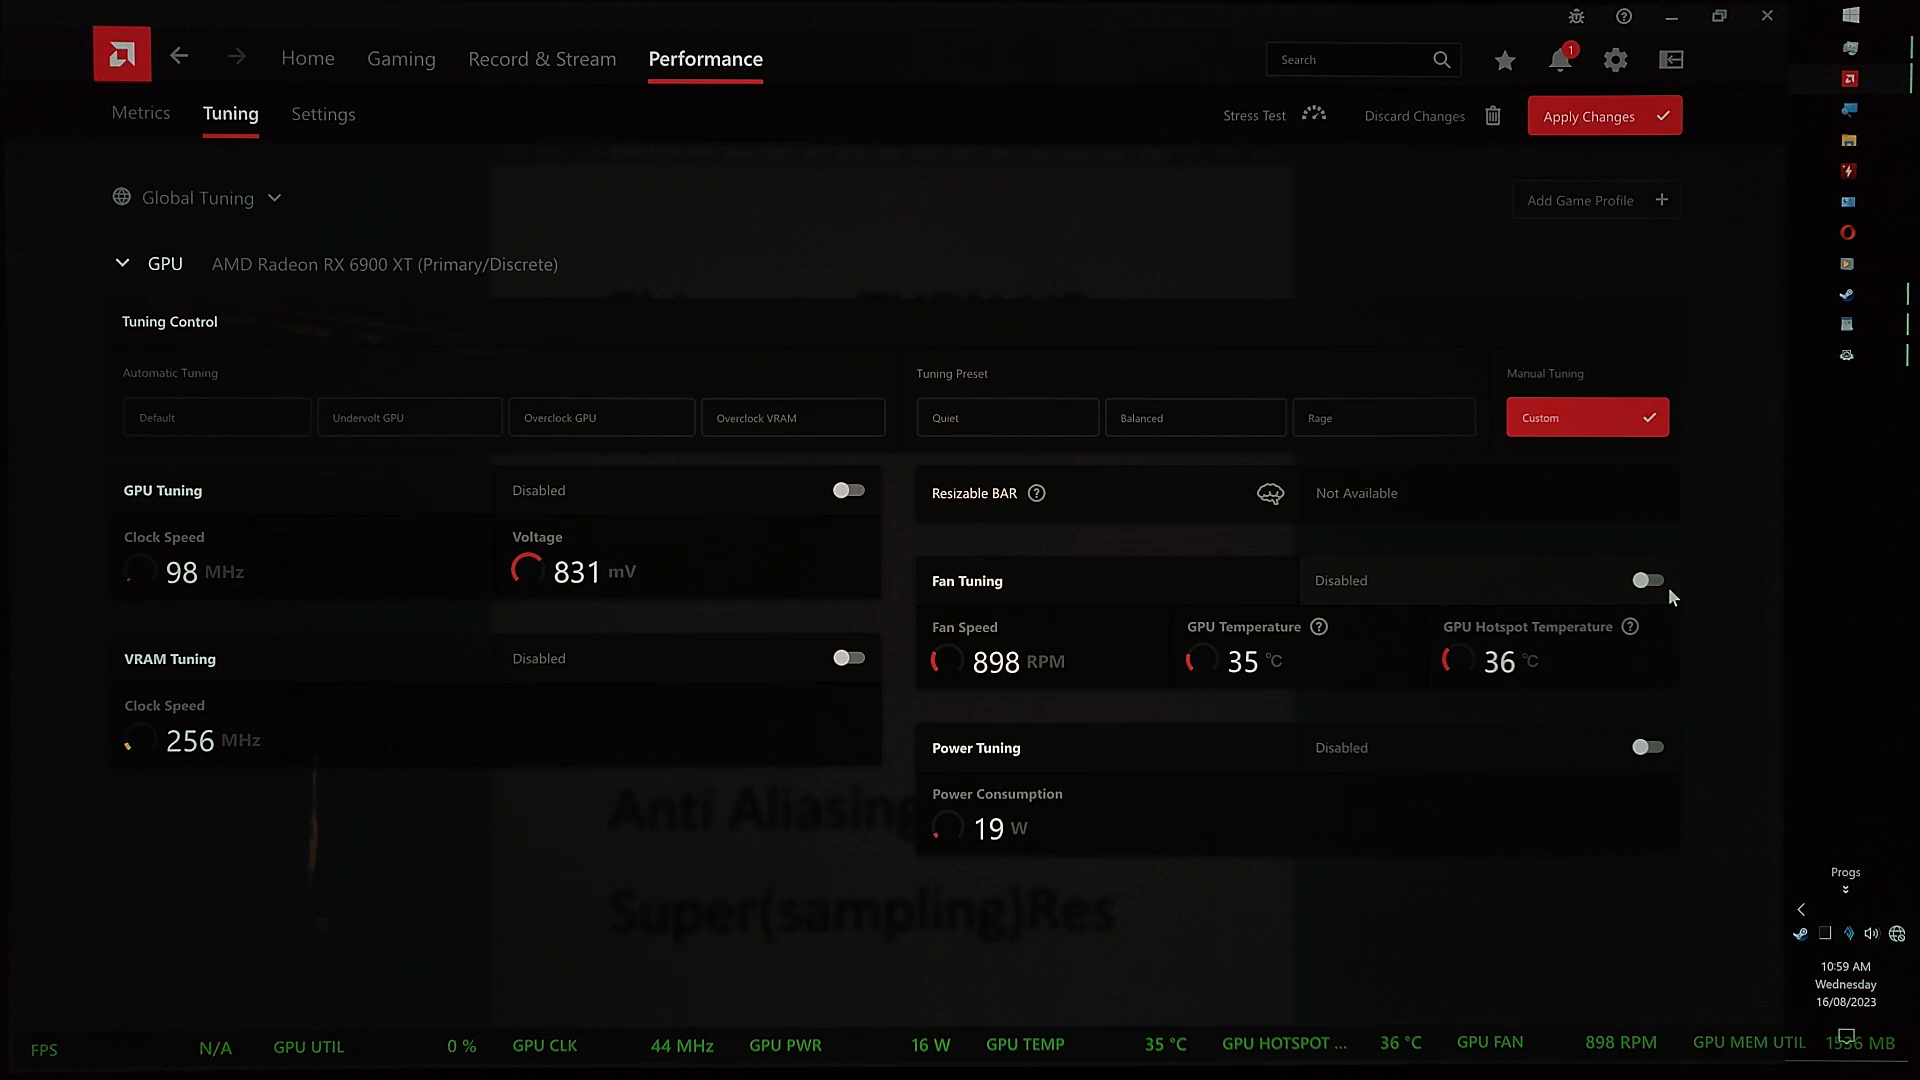 Home Gaming Record & Stream Performance Search 1
Metrics Tuning Settings Stress Test Discard Changes Apply Changes
Global Tuning Add Game Profile
GPU AMD Radeon RX 6900 XT (Primary/Discrete)
Tuning Control
Automatic Tuning Tuning Preset Manual Tuning
Default Undervolt GPU Overclock GPU Overclock VRAM Quiet Balanced Rage Custom
GPU Tuning Disabled
Resizable BAR Not Available
Clock Speed Voltage
98 MHz 831 mV
Fan Tuning Disabled
Fan Speed GPU Temperature GPU Hotspot Temperature
898 RPM 35 °C 36 °C
VRAM Tuning Disabled
Clock Speed
256 MHz
Power Tuning Disabled
Power Consumption
19 W
Anti Aliasing
Super(sampling)Res
Progs
10:59 AM
Wednesday
16/08/2023
FPS N/A GPU UTIL 0 % GPU CLK 44 MHz GPU PWR 16 W GPU TEMP 35 °C GPU HOTSPOT ... 36 °C GPU FAN 898 RPM GPU MEM UTIL 1536 MB